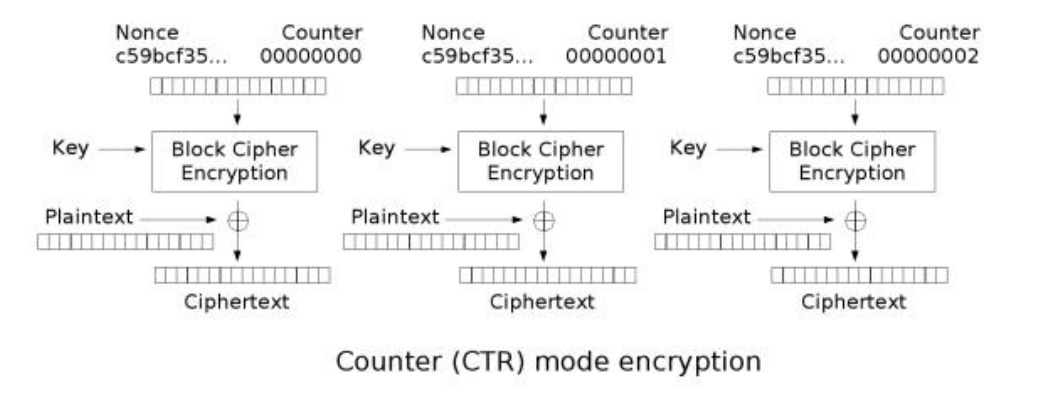 Nonce Counter Nonce Counter Nonce Counter
c59bcf35... 00000000 c59bcf35... 00000001 c59bcf35... 00000002
Key Block Cipher Key Block Cipher Key Block Cipher
Encryption Encryption Encryption
Plaintext Plaintext Plaintext
Ciphertext Ciphertext Ciphertext
Counter (CTR) mode encryption